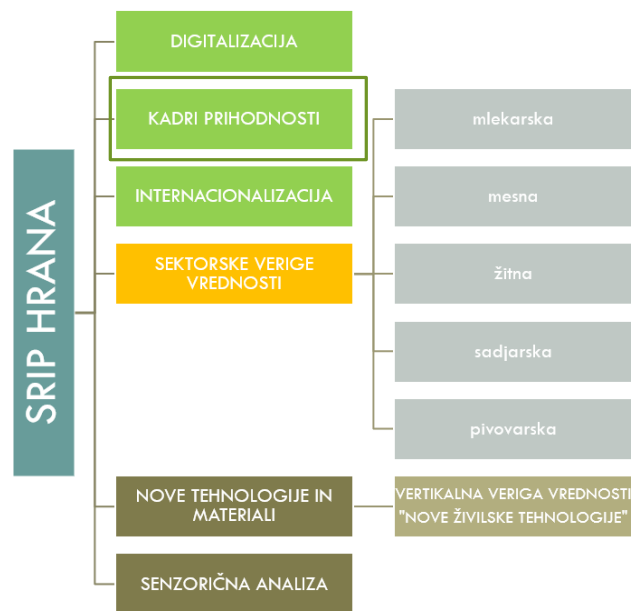 SRIP HRANA
DIGITALIZACIJA
KADRI PRIHODNOSTI
INTERNACIONALIZACIJA
SEKTORSKE VERIGE
VREDNOSTI
mlekarska
mesna
žitna
sadjarska
pivovarska
NOVE TEHNOLOGIJE IN
MATERIALI
VERTIKALNA VERIGA VREDNOSTI
"NOVE ŽIVILSKE TEHNOLOGIJE"
SENZORIČNA ANALIZA